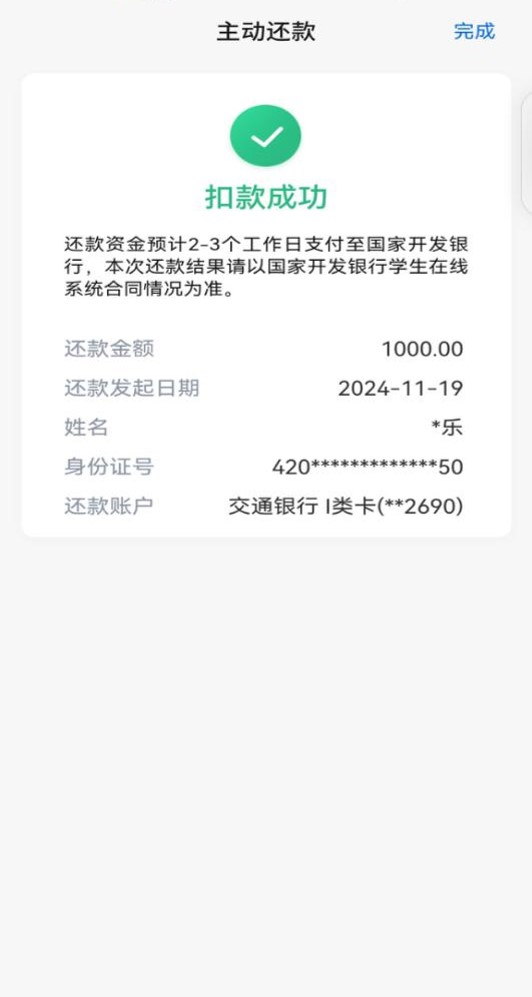 主动还款
完成
扣款成功
还款资金预计2-3个工作日支付至国家开发银
行，本次还款结果请以国家开发银行学生在线
系统合同情况为准。
还款金额 1000.00
还款发起日期 2024-11-19
姓名 *乐
身份证号 420*************50
还款账户 交通银行 I类卡(**2690)